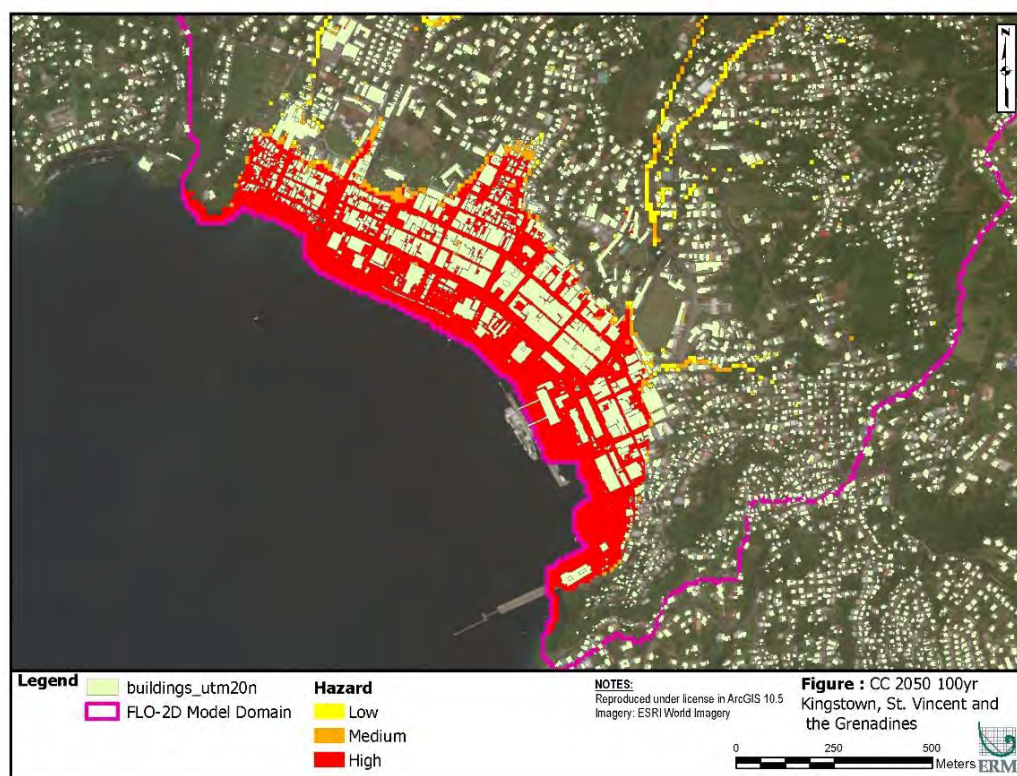 N
Legend
buildings_utm20n
FLO-2D Model Domain
Hazard
Low
Medium
High
NOTES:
Reproduced under license in ArcGIS 10.5
Imagery: ESRI World Imagery
Figure : CC 2050 100yr
Kingstown, St. Vincent and
the Grenadines
0 250 500
Meters
ERM